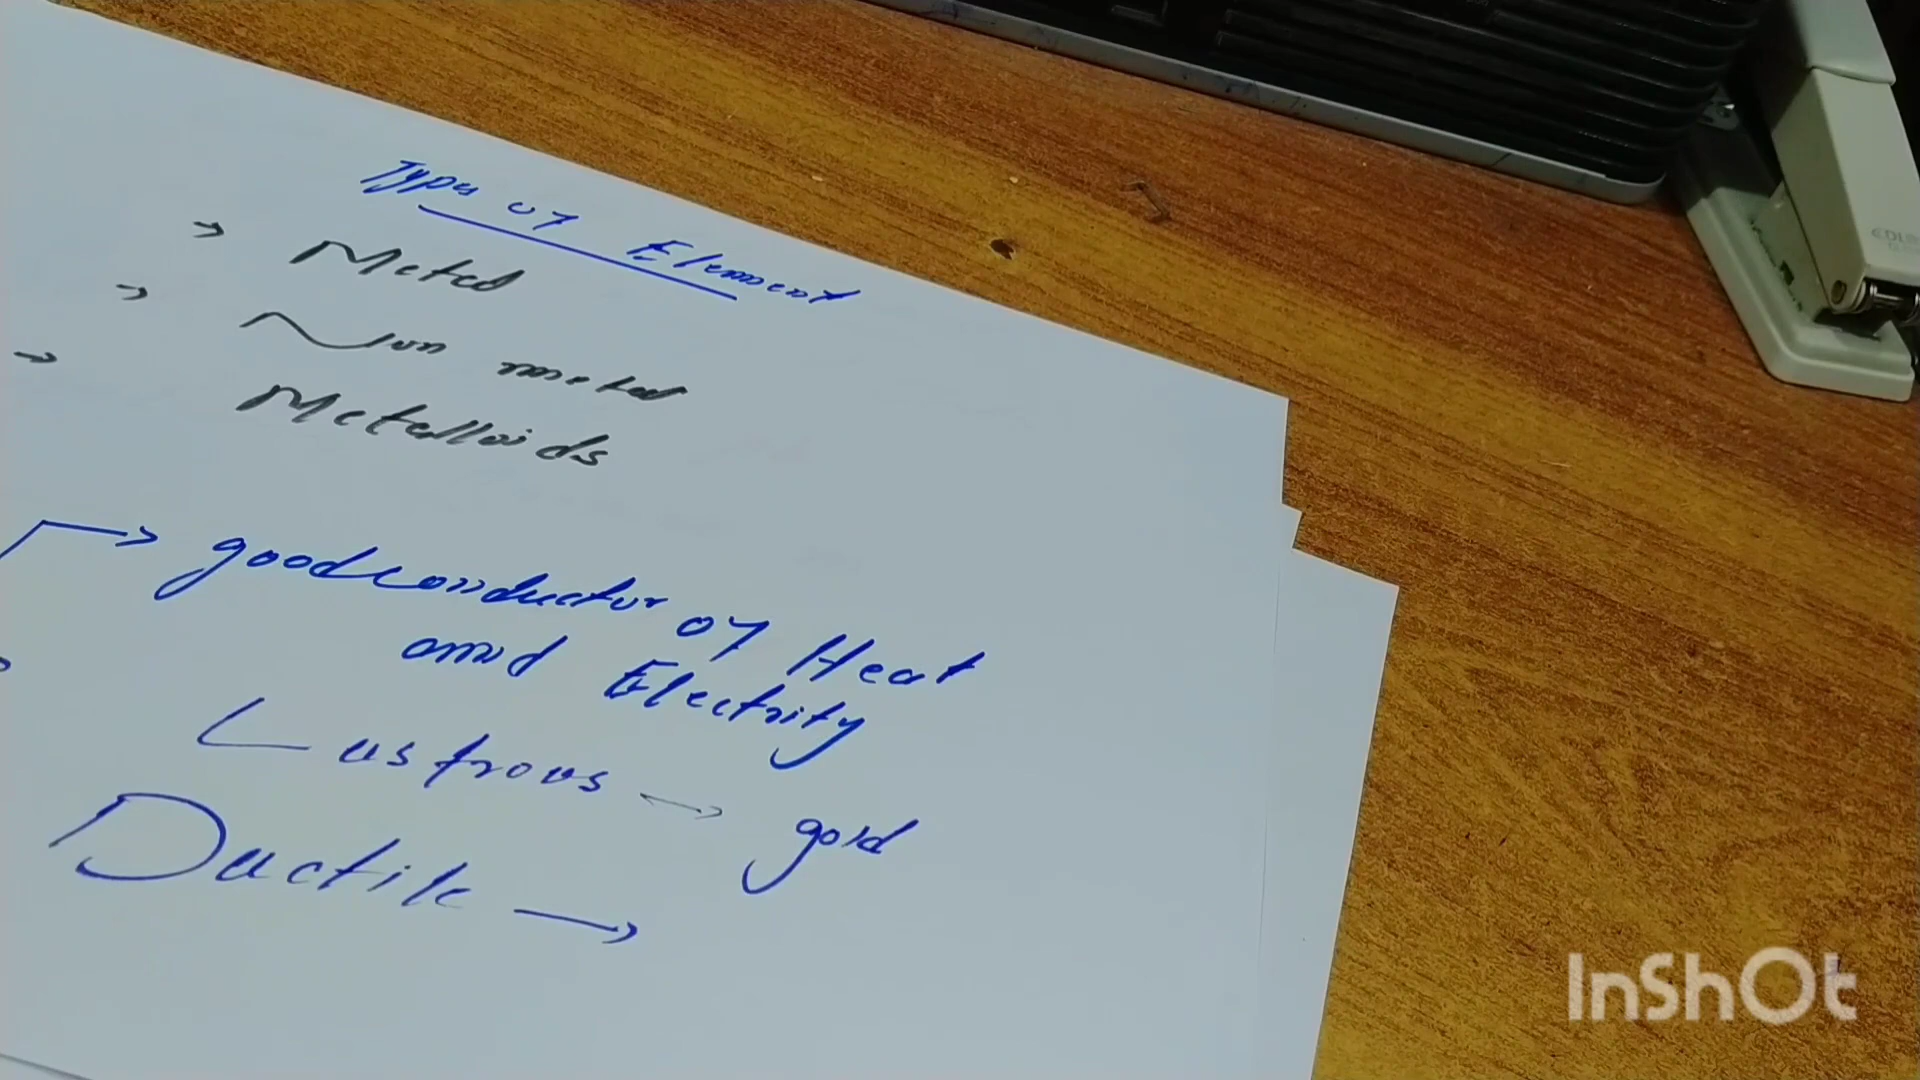 Types of Element
→ Metal
→ Non metal
→ Metalloids
→ good conductor of Heat
and Electrity
Lustrous → gold
Ductile →
InShOt